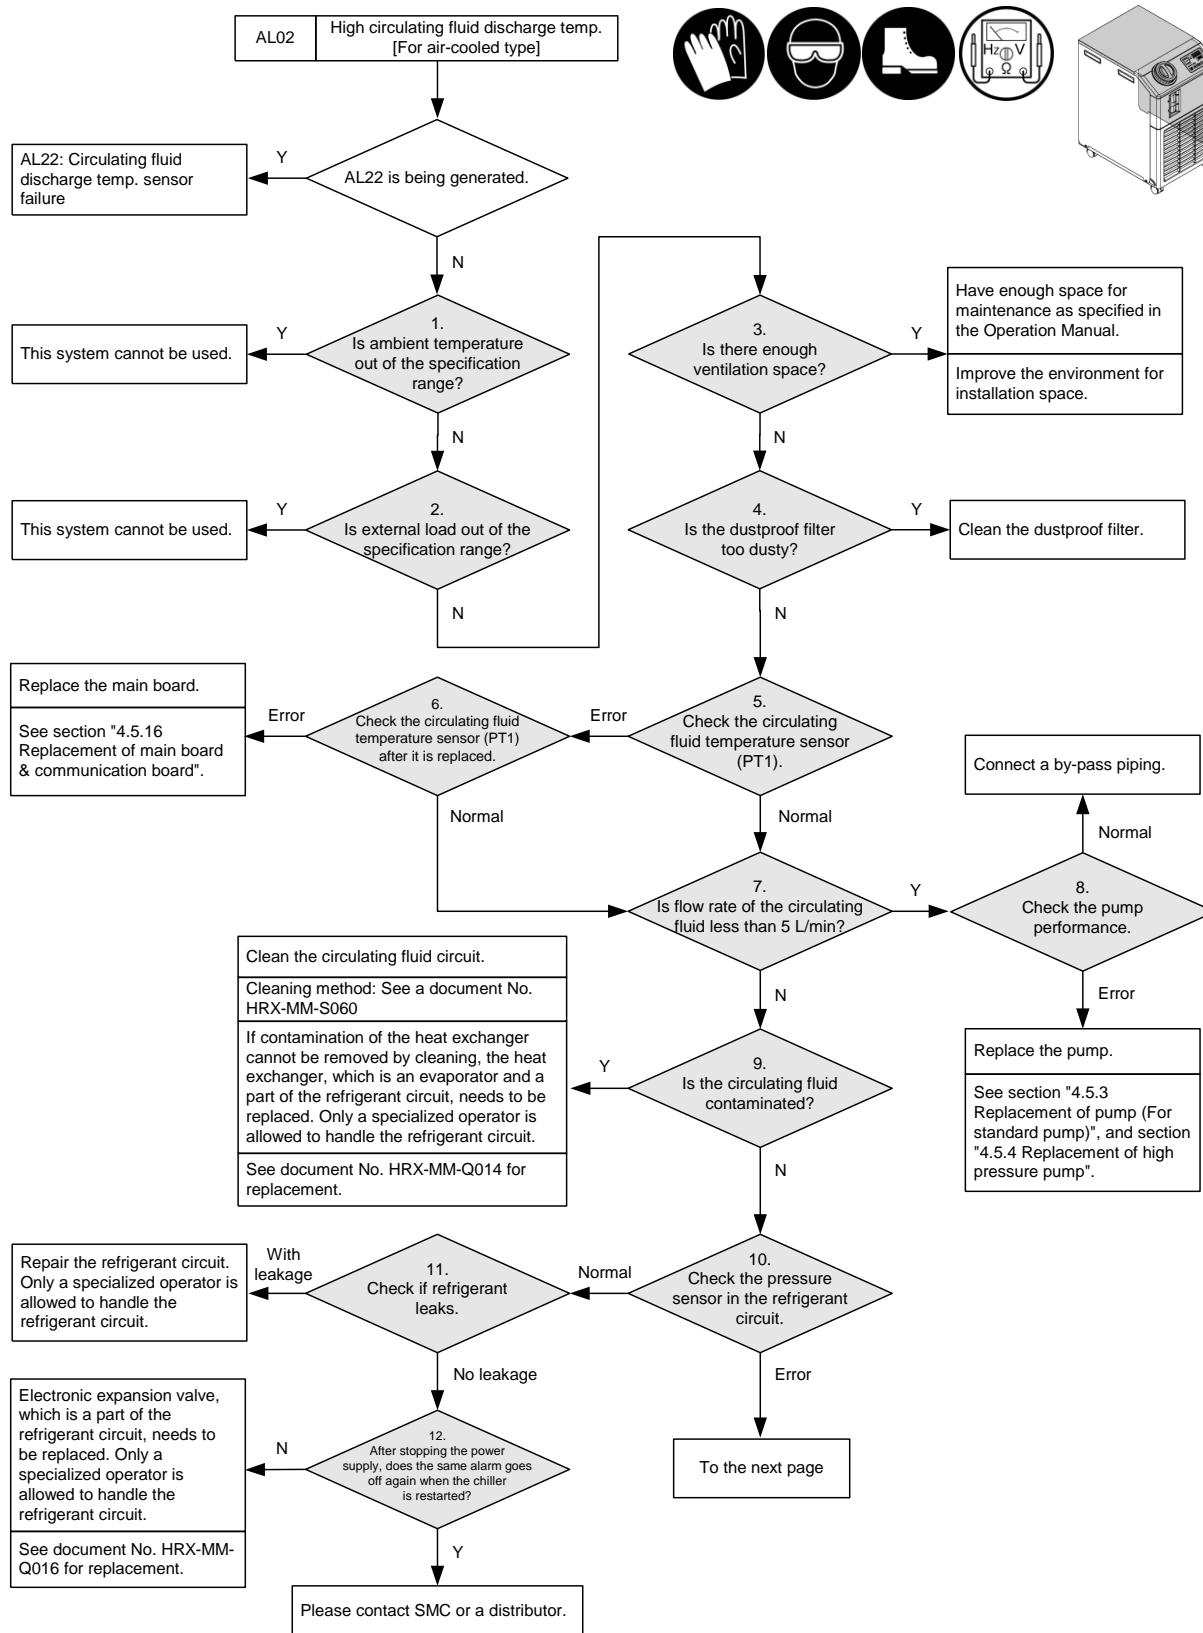 AL02
High circulating fluid discharge temp.
[For air-cooled type]
Hz V
Ω
AL22: Circulating fluid
discharge temp. sensor
failure
Y
AL22 is being generated.
N
This system cannot be used.
Y
1.
Is ambient temperature
out of the specification
range?
N
This system cannot be used.
Y
2.
Is external load out of the
specification range?
N
3.
Is there enough
ventilation space?
Y
Have enough space for
maintenance as specified in
the Operation Manual.
Improve the environment for
installation space.
N
4.
Is the dustproof filter
too dusty?
Y
Clean the dustproof filter.
N
5.
Check the circulating
fluid temperature sensor
(PT1).
Error
6.
Check the circulating fluid
temperature sensor (PT1)
after it is replaced.
Error
Replace the main board.
See section "4.5.16
Replacement of main board
& communication board".
Normal
Normal
7.
Is flow rate of the circulating
fluid less than 5 L/min?
Y
8.
Check the pump
performance.
Normal
Connect a by-pass piping.
Error
Replace the pump.
See section "4.5.3
Replacement of pump (For
standard pump)", and section
"4.5.4 Replacement of high
pressure pump".
N
9.
Is the circulating fluid
contaminated?
Y
Clean the circulating fluid circuit.
Cleaning method: See a document No.
HRX-MM-S060
If contamination of the heat exchanger
cannot be removed by cleaning, the heat
exchanger, which is an evaporator and a
part of the refrigerant circuit, needs to be
replaced. Only a specialized operator is
allowed to handle the refrigerant circuit.
See document No. HRX-MM-Q014 for
replacement.
N
10.
Check the pressure
sensor in the refrigerant
circuit.
Normal
11.
Check if refrigerant
leaks.
With
leakage
Repair the refrigerant circuit.
Only a specialized operator is
allowed to handle the
refrigerant circuit.
Error
To the next page
No leakage
12.
After stopping the power
supply, does the same alarm goes
off again when the chiller
is restarted?
N
Electronic expansion valve,
which is a part of the
refrigerant circuit, needs to
be replaced. Only a
specialized operator is
allowed to handle the
refrigerant circuit.
See document No. HRX-MM-
Q016 for replacement.
Y
Please contact SMC or a distributor.